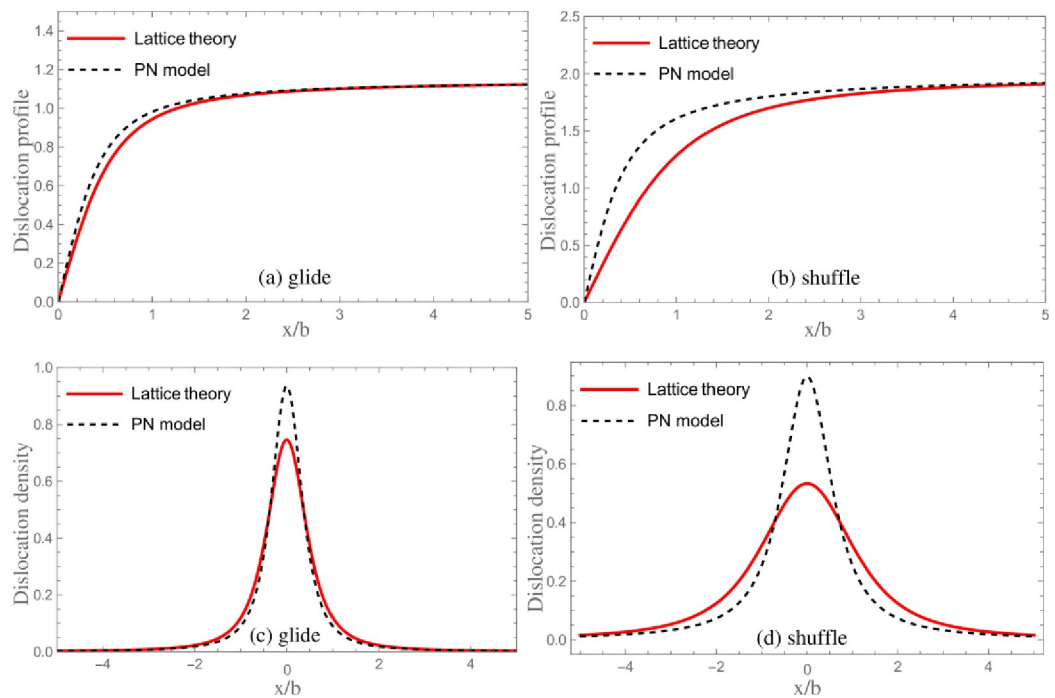 1.4
1.2
1.0
0.8
0.6
0.4
0.2
0.0
Dislocation profile
Lattice theory
PN model
(a) glide
0 1 2 3 4 5
x/b
2.5
2.0
1.5
1.0
0.5
0.0
Dislocation profile
Lattice theory
PN model
(b) shuffle
0 1 2 3 4 5
x/b
1.0
0.8
0.6
0.4
0.2
0.0
Dislocation density
Lattice theory
PN model
(c) glide
−4 −2 0 2 4
x/b
0.8
0.6
0.4
0.2
0.0
Dislocation density
Lattice theory
PN model
(d) shuffle
−4 −2 0 2 4
x/b